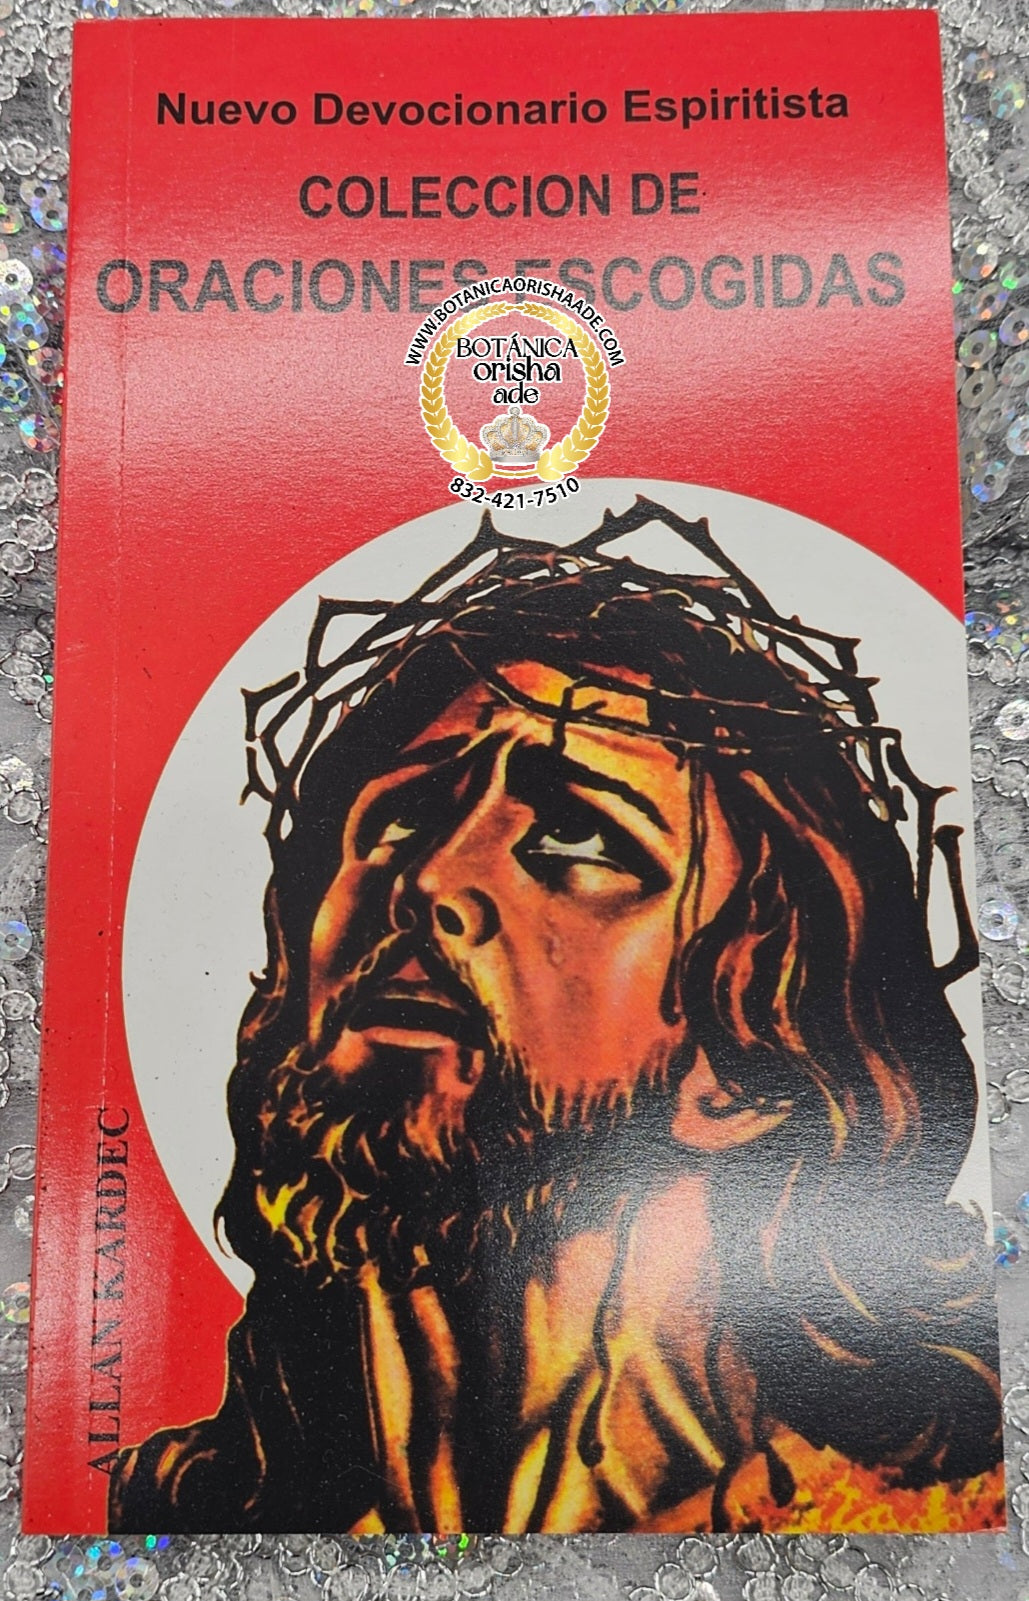 Nuevo Devocionario Espiritista
COLECCION DE
ORACIONES ESCOGIDAS
WWW.BOTANICAORISHAADE.COM
BOTÁNICA
orisha
ade
832-421-7510
ALLAN KARDEC